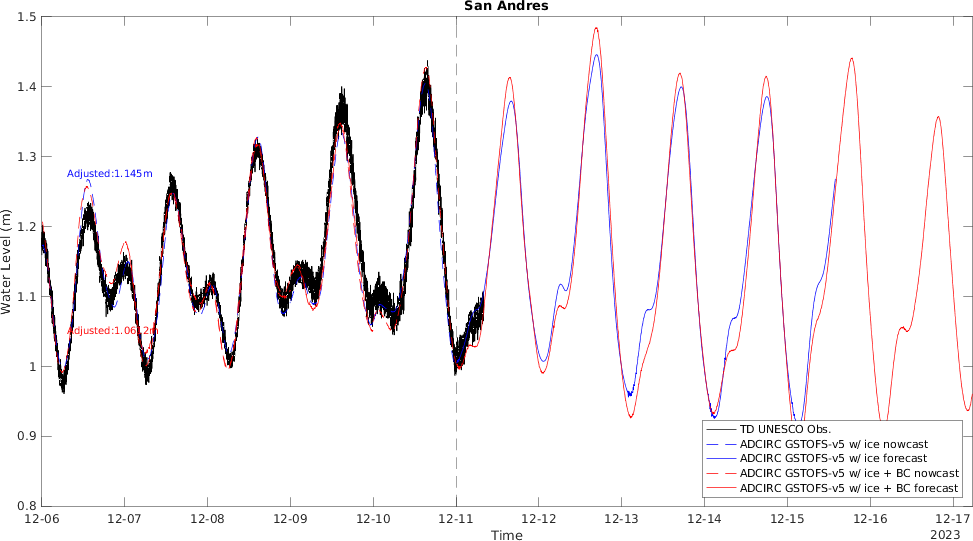 San Andres
1.5
1.4
1.3
1.2
1.1
1
0.9
0.8
Water Level (m)
Adjusted:1.145m
TD UNESCO Obs.
ADCIRC GSTOFS-v5 w/ ice nowcast
ADCIRC GSTOFS-v5 w/ ice forecast
ADCIRC GSTOFS-v5 w/ ice + BC nowcast
ADCIRC GSTOFS-v5 w/ ice + BC forecast
12-06 12-07 12-08 12-09 12-10 12-11 12-12 12-13 12-14 12-15 12-16 12-17
Time
2023